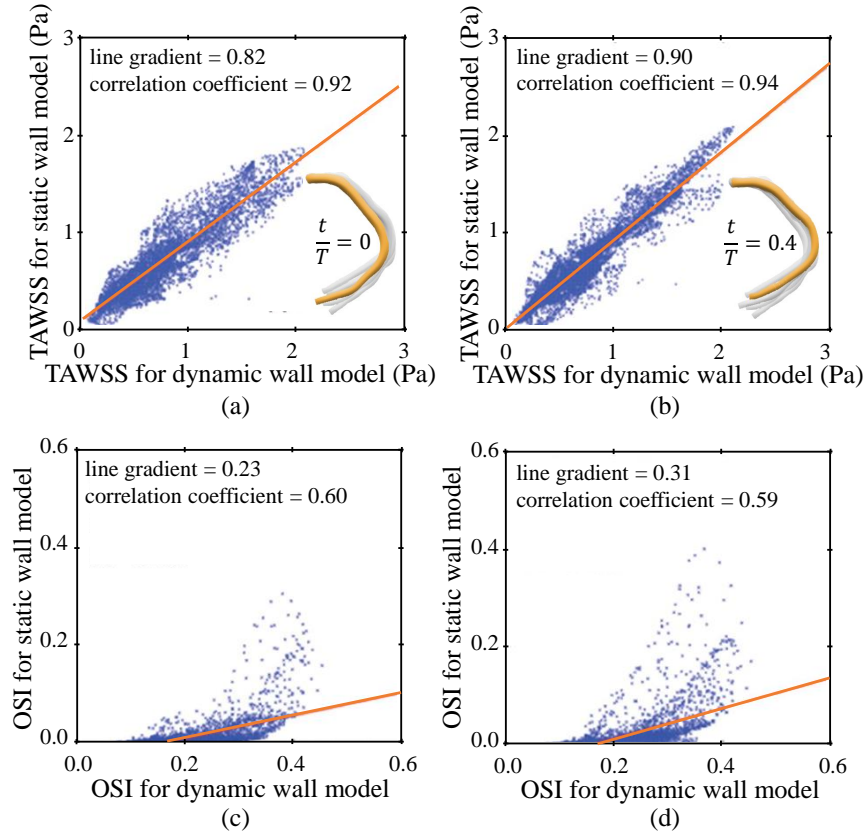 TAWSS for static wall model (Pa)
3
2
1
0
line gradient = 0.82
correlation coefficient = 0.92
t/T = 0
0
1
2
3
TAWSS for dynamic wall model (Pa)
(a)
TAWSS for static wall model (Pa)
3
2
1
0
line gradient = 0.90
correlation coefficient = 0.94
t/T = 0.4
0
1
2
3
TAWSS for dynamic wall model (Pa)
(b)
OSI for static wall model
0.6
0.4
0.2
0.0
line gradient = 0.23
correlation coefficient = 0.60
0.0
0.2
0.4
0.6
OSI for dynamic wall model
(c)
OSI for static wall model
0.6
0.4
0.2
0.0
line gradient = 0.31
correlation coefficient = 0.59
0.0
0.2
0.4
0.6
OSI for dynamic wall model
(d)